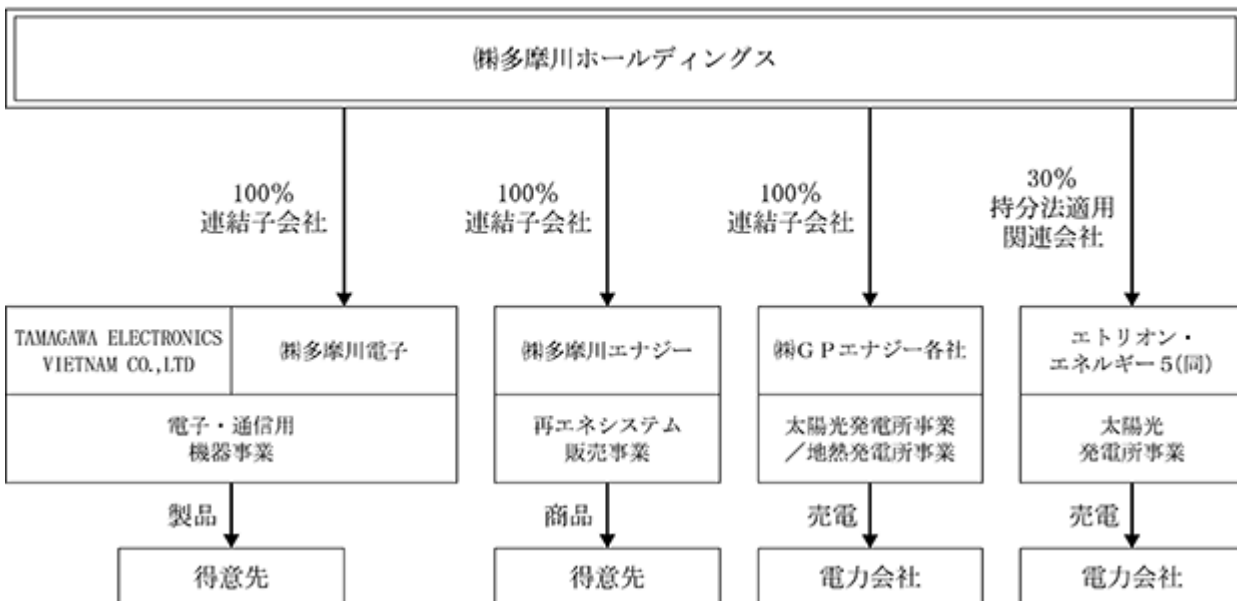 ㈱多摩川ホールディングス
100%
連結子会社
100%
連結子会社
100%
連結子会社
30%
持分法適用
関連会社
TAMAGAWA ELECTRONICS
VIETNAM CO.,LTD
㈱多摩川電子
㈱多摩川エナジー
㈱ＧＰエナジー各社
エトリオン・
エネルギー５(同)
電子・通信用
機器事業
再エネシステム
販売事業
太陽光発電所事業
／地熱発電所事業
太陽光
発電所事業
製品
商品
売電
売電
得意先
得意先
電力会社
電力会社